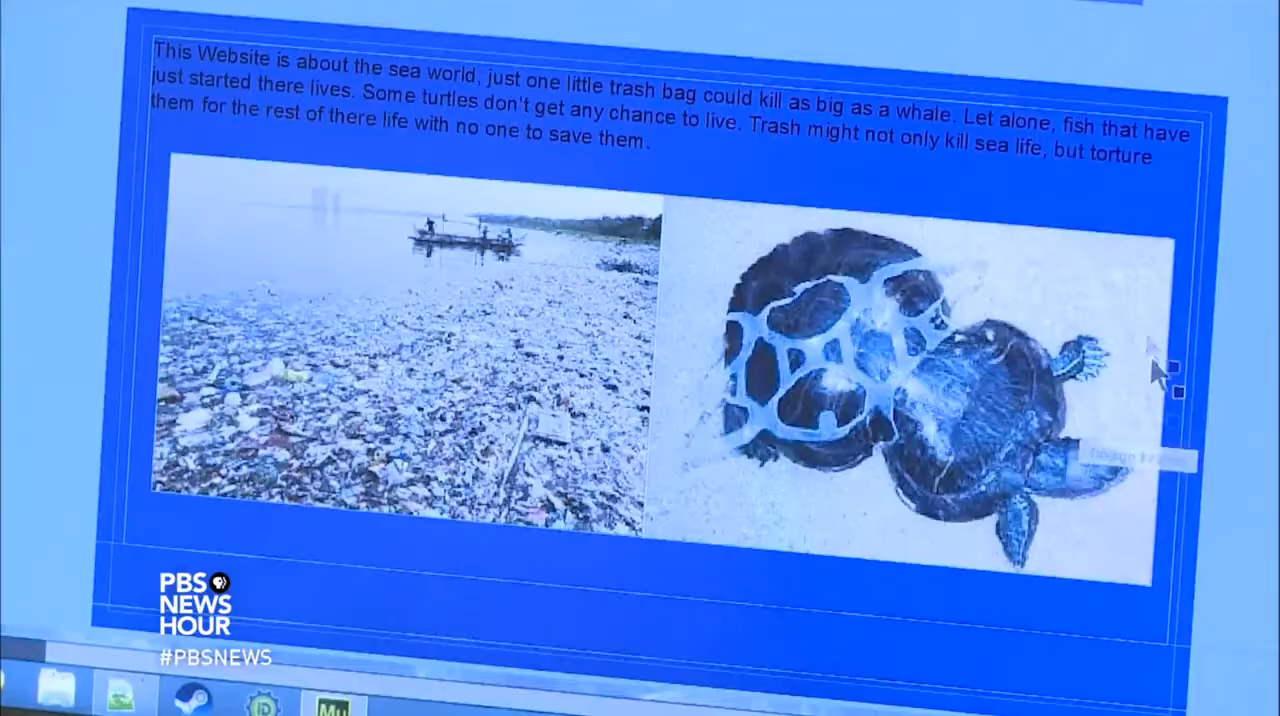 This Website is about the sea world, just one little trash bag could kill as big as a whale. Let alone, fish that have
just started there lives. Some turtles don't get any chance to live. Trash might not only kill sea life, but torture
them for the rest of there life with no one to save them.
PBS
NEWS
HOUR
#PBSNEWS
Mu